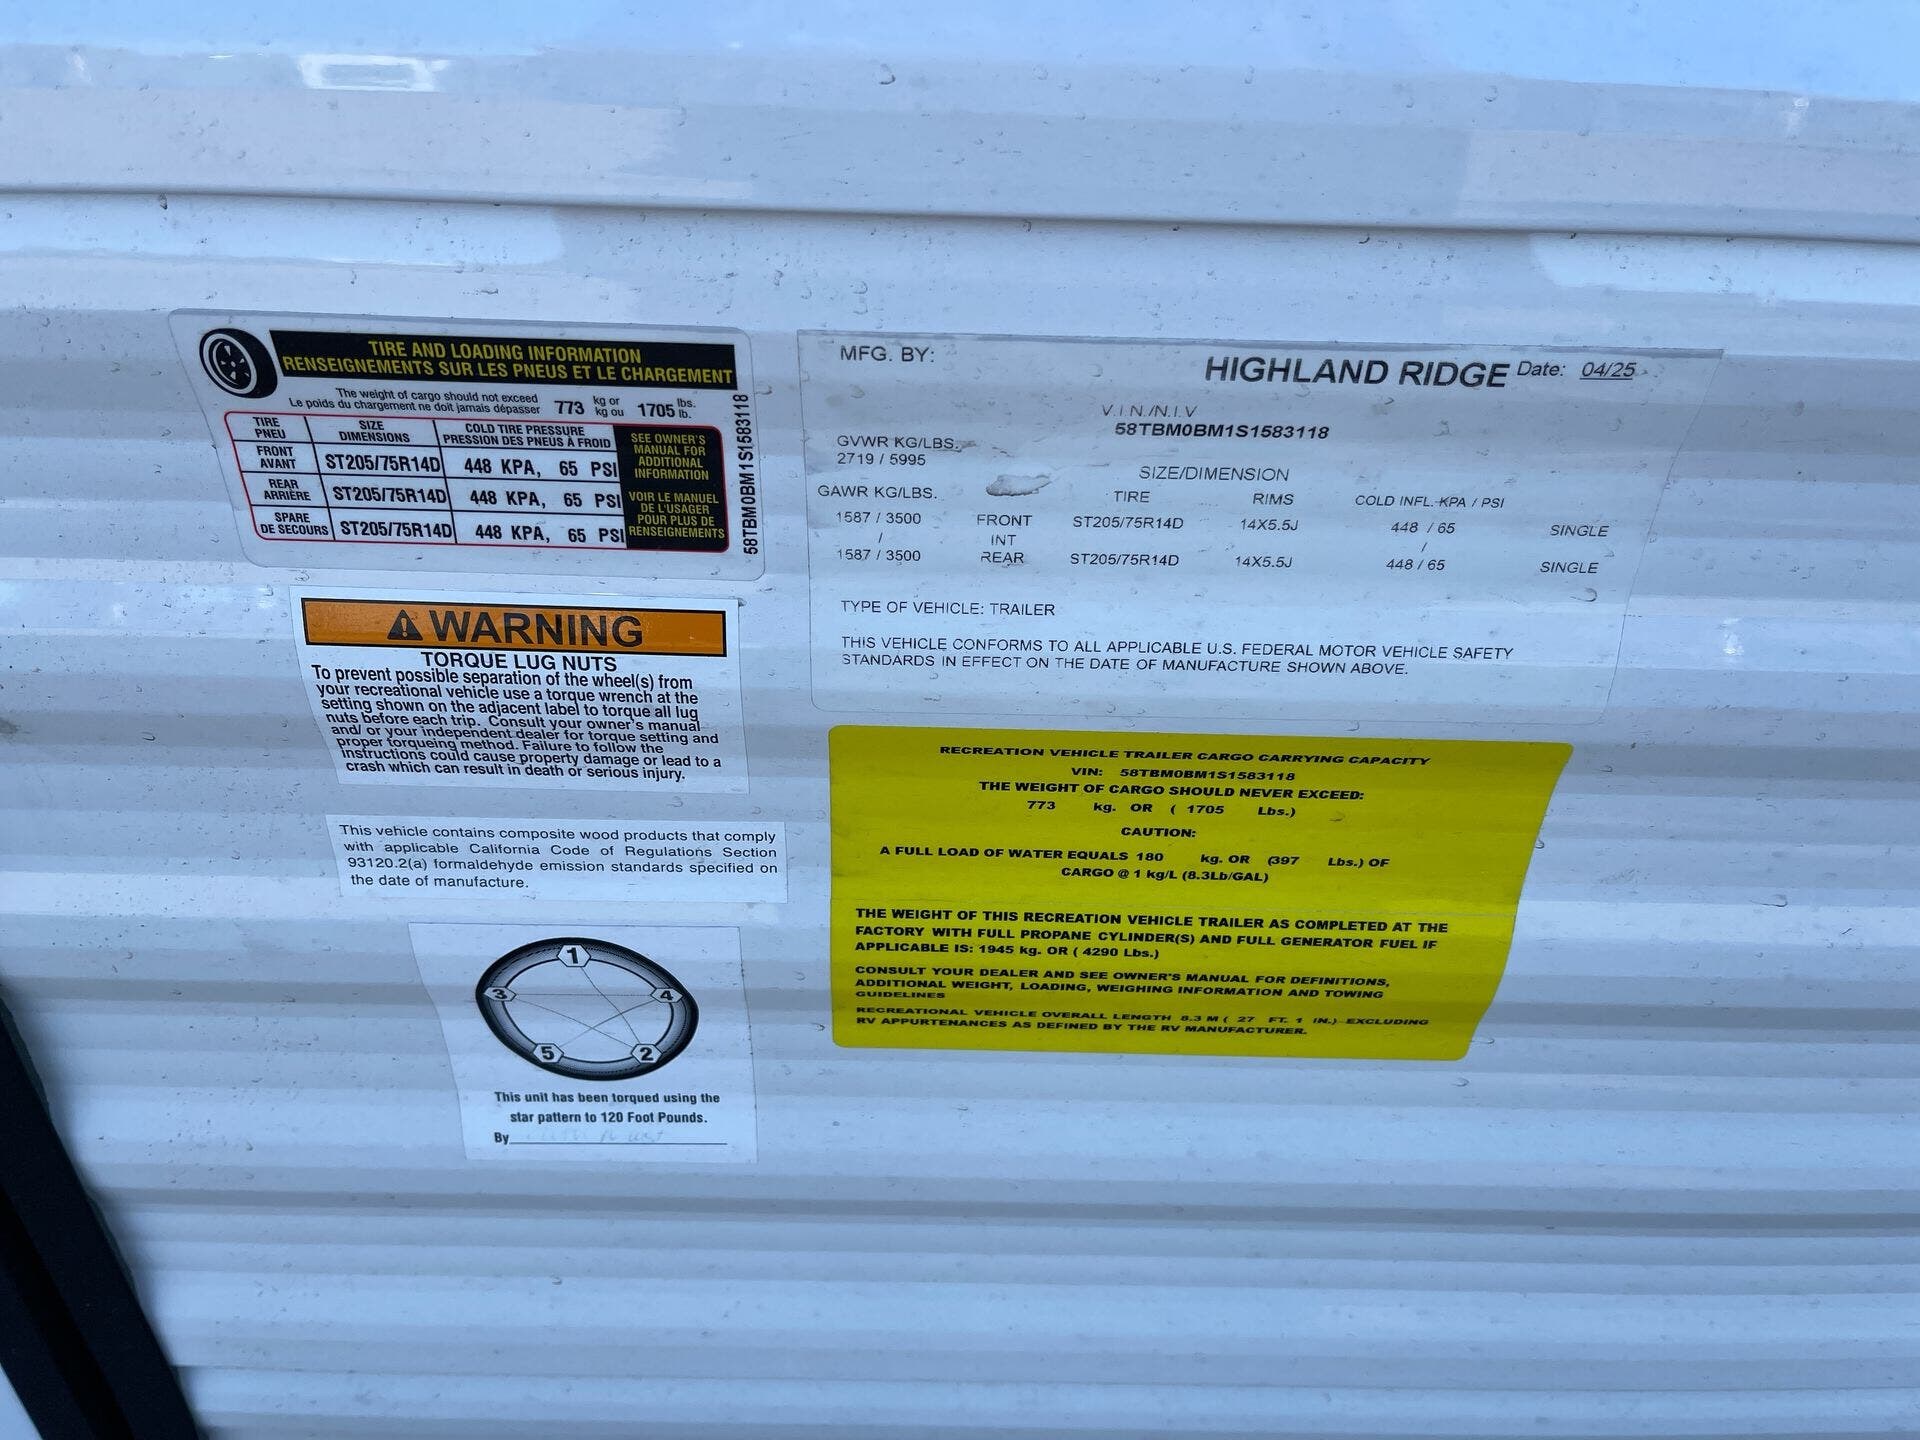 TIRE AND LOADING INFORMATION
RENSEIGNEMENTS SUR LES PNEUS ET LE CHARGEMENT
The weight of cargo should not exceed 773 kg or 1705 lbs.
Le poids du chargement ne doit jamais dépasser kg ou lb.
TIRE PNEU SIZE DIMENSIONS COLD TIRE PRESSURE PRESSION DES PNEUS À FROID
FRONT AVANT ST205/75R14D 448 KPA, 65 PSI
REAR ARRIÈRE ST205/75R14D 448 KPA, 65 PSI
SPARE DE SECOURS ST205/75R14D 448 KPA, 65 PSI
SEE OWNER'S
MANUAL FOR
ADDITIONAL
INFORMATION
VOIR LE MANUEL
DE L'USAGER
POUR PLUS DE
RENSEIGNEMENTS
58TBM0BM1S1583118
MFG. BY: HIGHLAND RIDGE Date: 04/25
V.I.N./N.I.V
58TBM0BM1S1583118
GVWR KG/LBS.
2719 / 5995
SIZE/DIMENSION
GAWR KG/LBS. TIRE RIMS COLD INFL. KPA / PSI
1587 / 3500 FRONT ST205/75R14D 14X5.5J 448 / 65 SINGLE
/ INT /
1587 / 3500 REAR ST205/75R14D 14X5.5J 448 / 65 SINGLE
TYPE OF VEHICLE: TRAILER
THIS VEHICLE CONFORMS TO ALL APPLICABLE U.S. FEDERAL MOTOR VEHICLE SAFETY
STANDARDS IN EFFECT ON THE DATE OF MANUFACTURE SHOWN ABOVE.
WARNING
TORQUE LUG NUTS
To prevent possible separation of the wheel(s) from
your recreational vehicle use a torque wrench at the
setting shown on the adjacent label to torque all lug
nuts before each trip. Consult your owner's manual
and/ or your independent dealer for torque setting and
proper torqueing method. Failure to follow the
instructions could cause property damage or lead to a
crash which can result in death or serious injury.
This vehicle contains composite wood products that comply
with applicable California Code of Regulations Section
93120.2(a) formaldehyde emission standards specified on
the date of manufacture.
RECREATION VEHICLE TRAILER CARGO CARRYING CAPACITY
VIN: 58TBM0BM1S1583118
THE WEIGHT OF CARGO SHOULD NEVER EXCEED:
773 kg. OR ( 1705 Lbs.)
CAUTION:
A FULL LOAD OF WATER EQUALS 180 kg. OR (397 Lbs.) OF
CARGO @ 1 kg/L (8.3Lb/GAL)
THE WEIGHT OF THIS RECREATION VEHICLE TRAILER AS COMPLETED AT THE
FACTORY WITH FULL PROPANE CYLINDER(S) AND FULL GENERATOR FUEL IF
APPLICABLE IS: 1945 kg. OR ( 4290 Lbs.)
CONSULT YOUR DEALER AND SEE OWNER'S MANUAL FOR DEFINITIONS,
ADDITIONAL WEIGHT, LOADING, WEIGHING INFORMATION AND TOWING
GUIDELINES
RECREATIONAL VEHICLE OVERALL LENGTH 8.3 M ( 27 FT. 1 IN.) EXCLUDING
RV APPURTENANCES AS DEFINED BY THE RV MANUFACTURER.
1
3 4
5 2
This unit has been torqued using the
star pattern to 120 Foot Pounds.
By